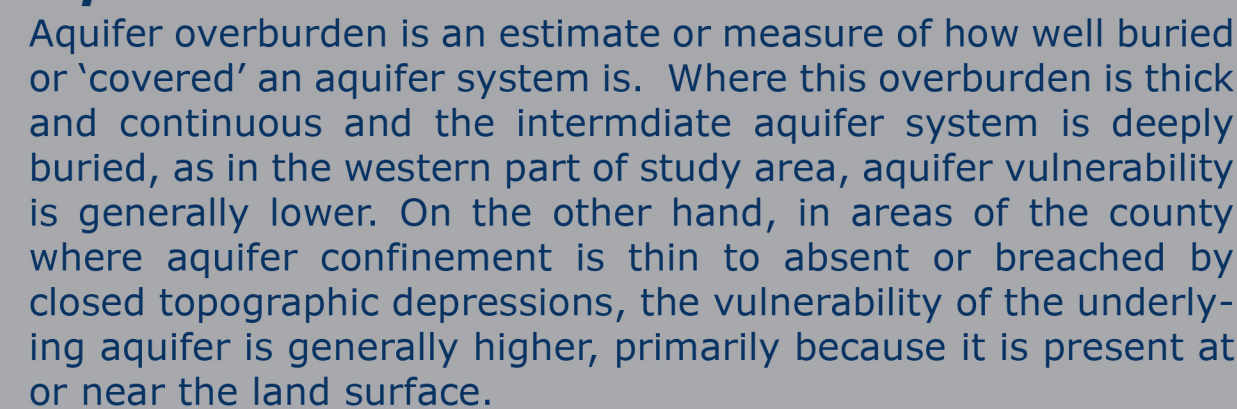 Aquifer overburden is an estimate or measure of how well buried
or ‘covered’ an aquifer system is.  Where this overburden is thick
and continuous and the intermdiate aquifer system is deeply
buried, as in the western part of study area, aquifer vulnerability
is generally lower. On the other hand, in areas of the county
where aquifer confinement is thin to absent or breached by
closed topographic depressions, the vulnerability of the underly-
ing aquifer is generally higher, primarily because it is present at
or near the land surface.